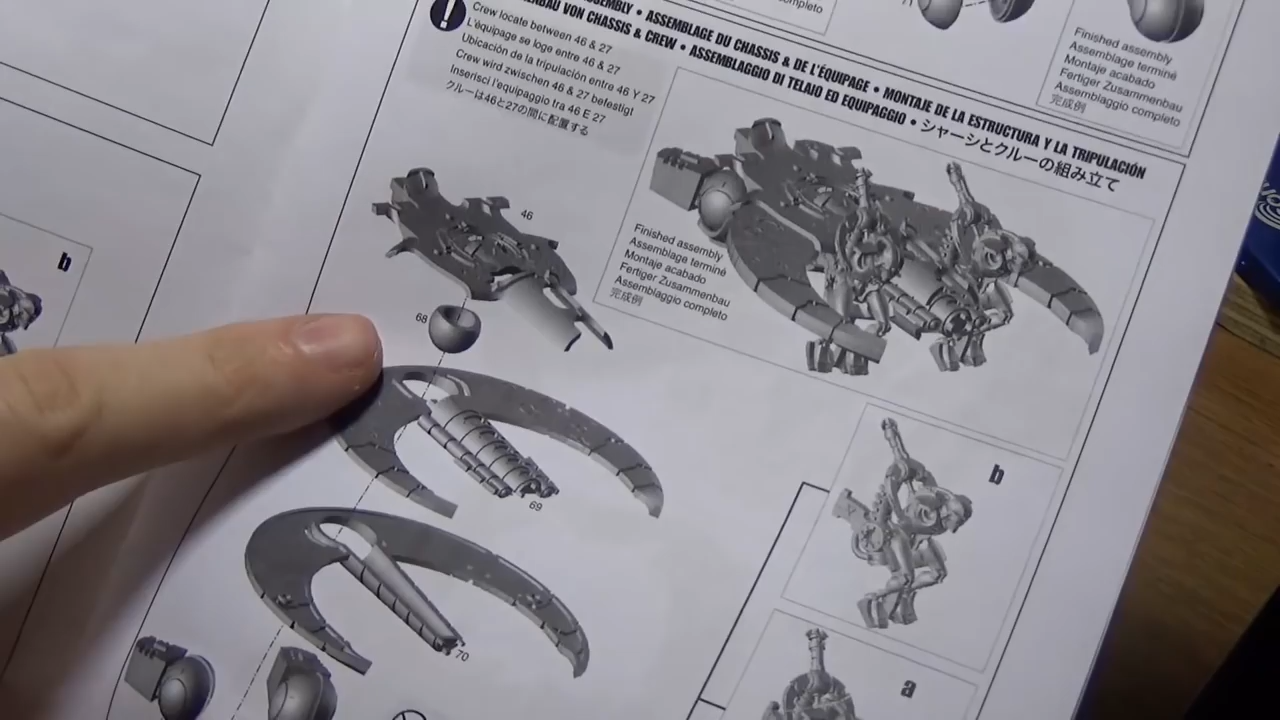 completo
71
Finished assembly
Assemblage terminé
Montaje acabado
Fertiger Zusammenbau
Assemblaggio completo
完成例
ASSEMBLY • ASSEMBLAGE DU CHASSIS & DE L'ÉQUIPAGE • MONTAJE DE LA ESTRUCTURA Y LA TRIPULACIÓN
VON CHASSIS & CREW • ASSEMBLAGGIO DI TELAIO ED EQUIPAGGIO • シャーシとクルーの組み立て
!
Crew locate between 46 & 27
L'équipage se loge entre 46 & 27
Ubicación de la tripulación entre 46 Y 27
Crew wird zwischen 46 & 27 befestigt
Inserisci l'equipaggio tra 46 E 27
クルーは46と27の間に配置する
46
Finished assembly
Assemblage terminé
Montaje acabado
Fertiger Zusammenbau
Assemblaggio completo
完成例
b
68
69
b
70
a